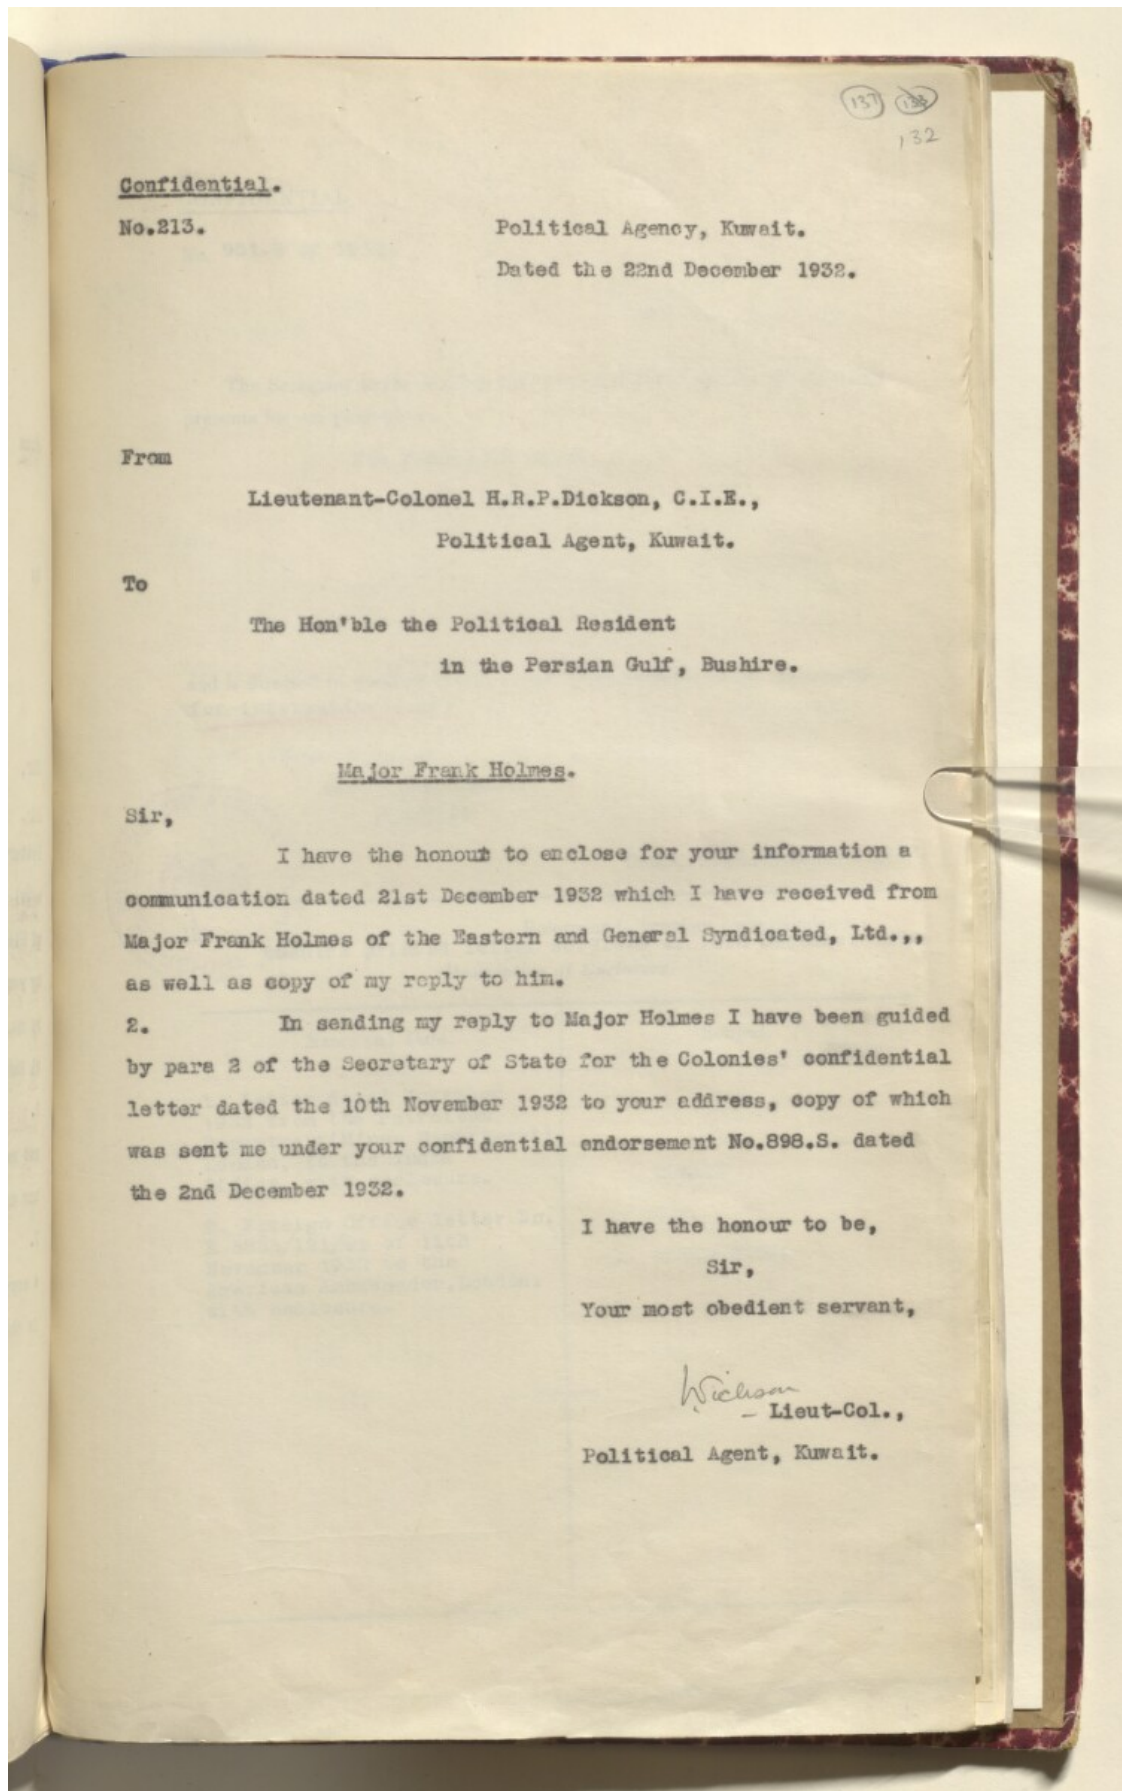 137 133
132
Confidential.
No.213.
Political Agency, Kuwait.
Dated the 22nd December 1932.
From
Lieutenant-Colonel H.R.P.Dickson, C.I.E.,
Political Agent, Kuwait.
To
The Hon'ble the Political Resident
in the Persian Gulf, Bushire.
Major Frank Holmes.
Sir,
I have the honour to enclose for your information a
communication dated 21st December 1932 which I have received from
Major Frank Holmes of the Eastern and General Syndicated, Ltd.,,
as well as copy of my reply to him.
2. In sending my reply to Major Holmes I have been guided
by para 2 of the Secretary of State for the Colonies' confidential
letter dated the 10th November 1932 to your address, copy of which
was sent me under your confidential endorsement No.898.S. dated
the 2nd December 1932.
I have the honour to be,
Sir,
Your most obedient servant,
Dickson
Lieut-Col.,
Political Agent, Kuwait.